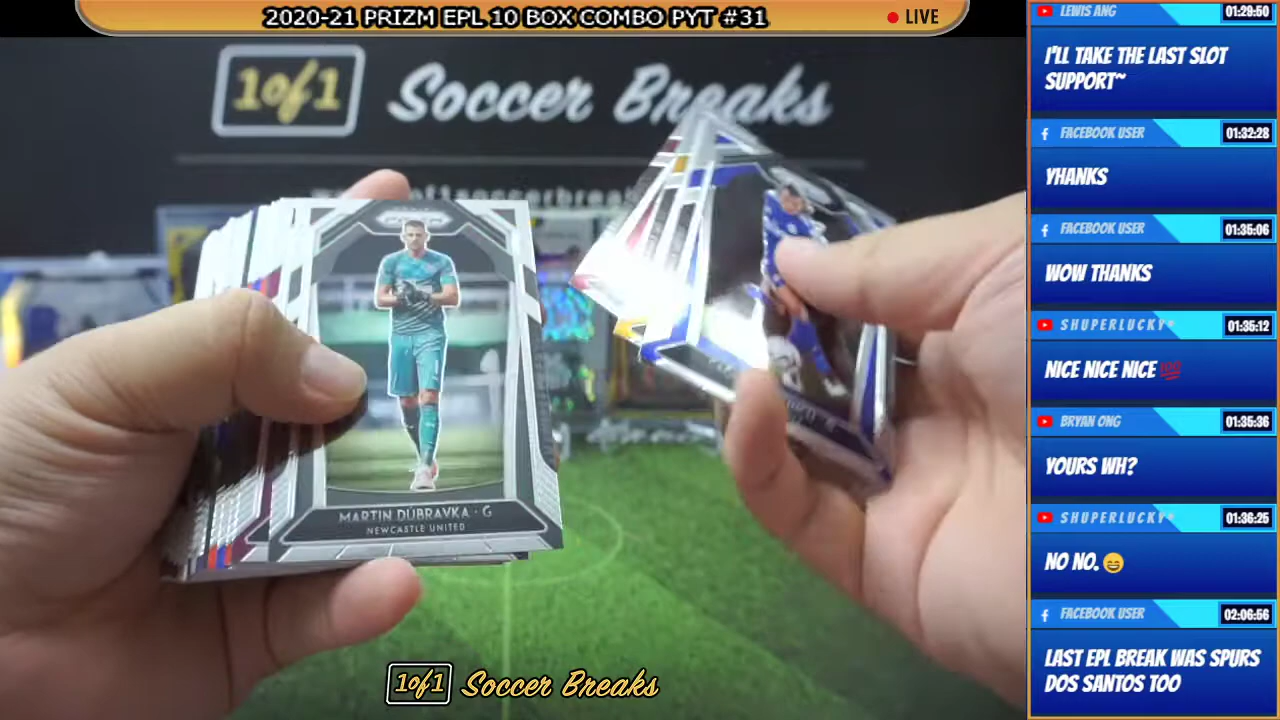 2020-21 PRIZM EPL 10 BOX COMBO PYT #31
LIVE
1of1 Soccer Breaks
PRIZM
MARTIN DÚBRAVKA · G
NEWCASTLE UNITED
1of1 Soccer Breaks
LEWIS ANG 01:29:50
I'LL TAKE THE LAST SLOT
SUPPORT~
FACEBOOK USER 01:32:28
YHANKS
FACEBOOK USER 01:35:06
WOW THANKS
SHUPERLUCKY 01:35:12
NICE NICE NICE 💯
BRYAN ONG 01:35:36
YOURS WH?
SHUPERLUCKY 01:36:25
NO NO. 😄
FACEBOOK USER 02:06:56
LAST EPL BREAK WAS SPURS
DOS SANTOS TOO